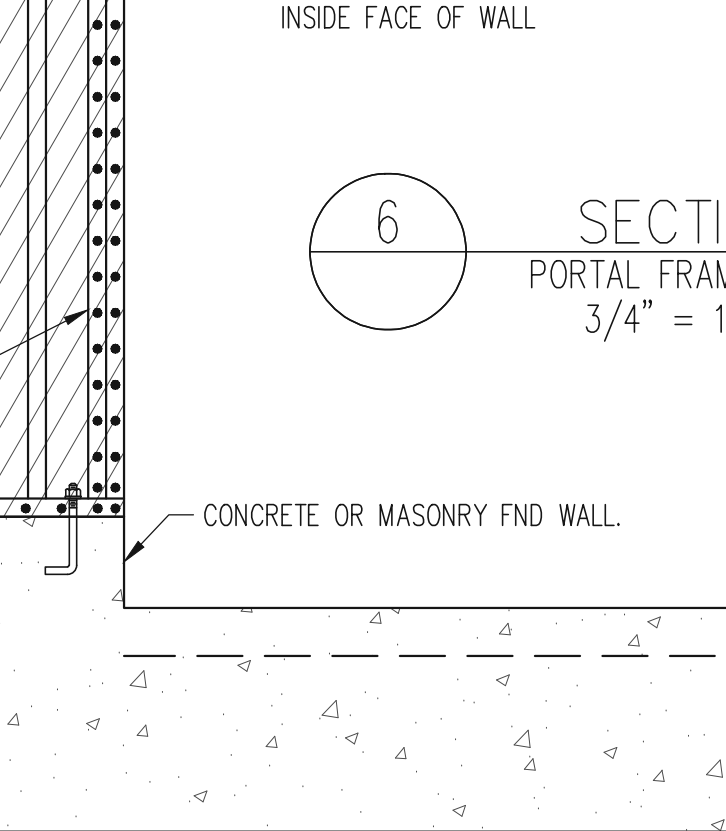 INSIDE FACE OF WALL
6
SECTI
PORTAL FRAM
3/4” = 1
CONCRETE OR MASONRY FND WALL.